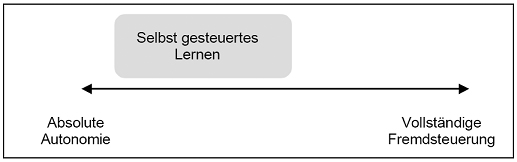 Selbst gesteuertes
Lernen
Absolute
Autonomie
Vollständige
Fremdsteuerung